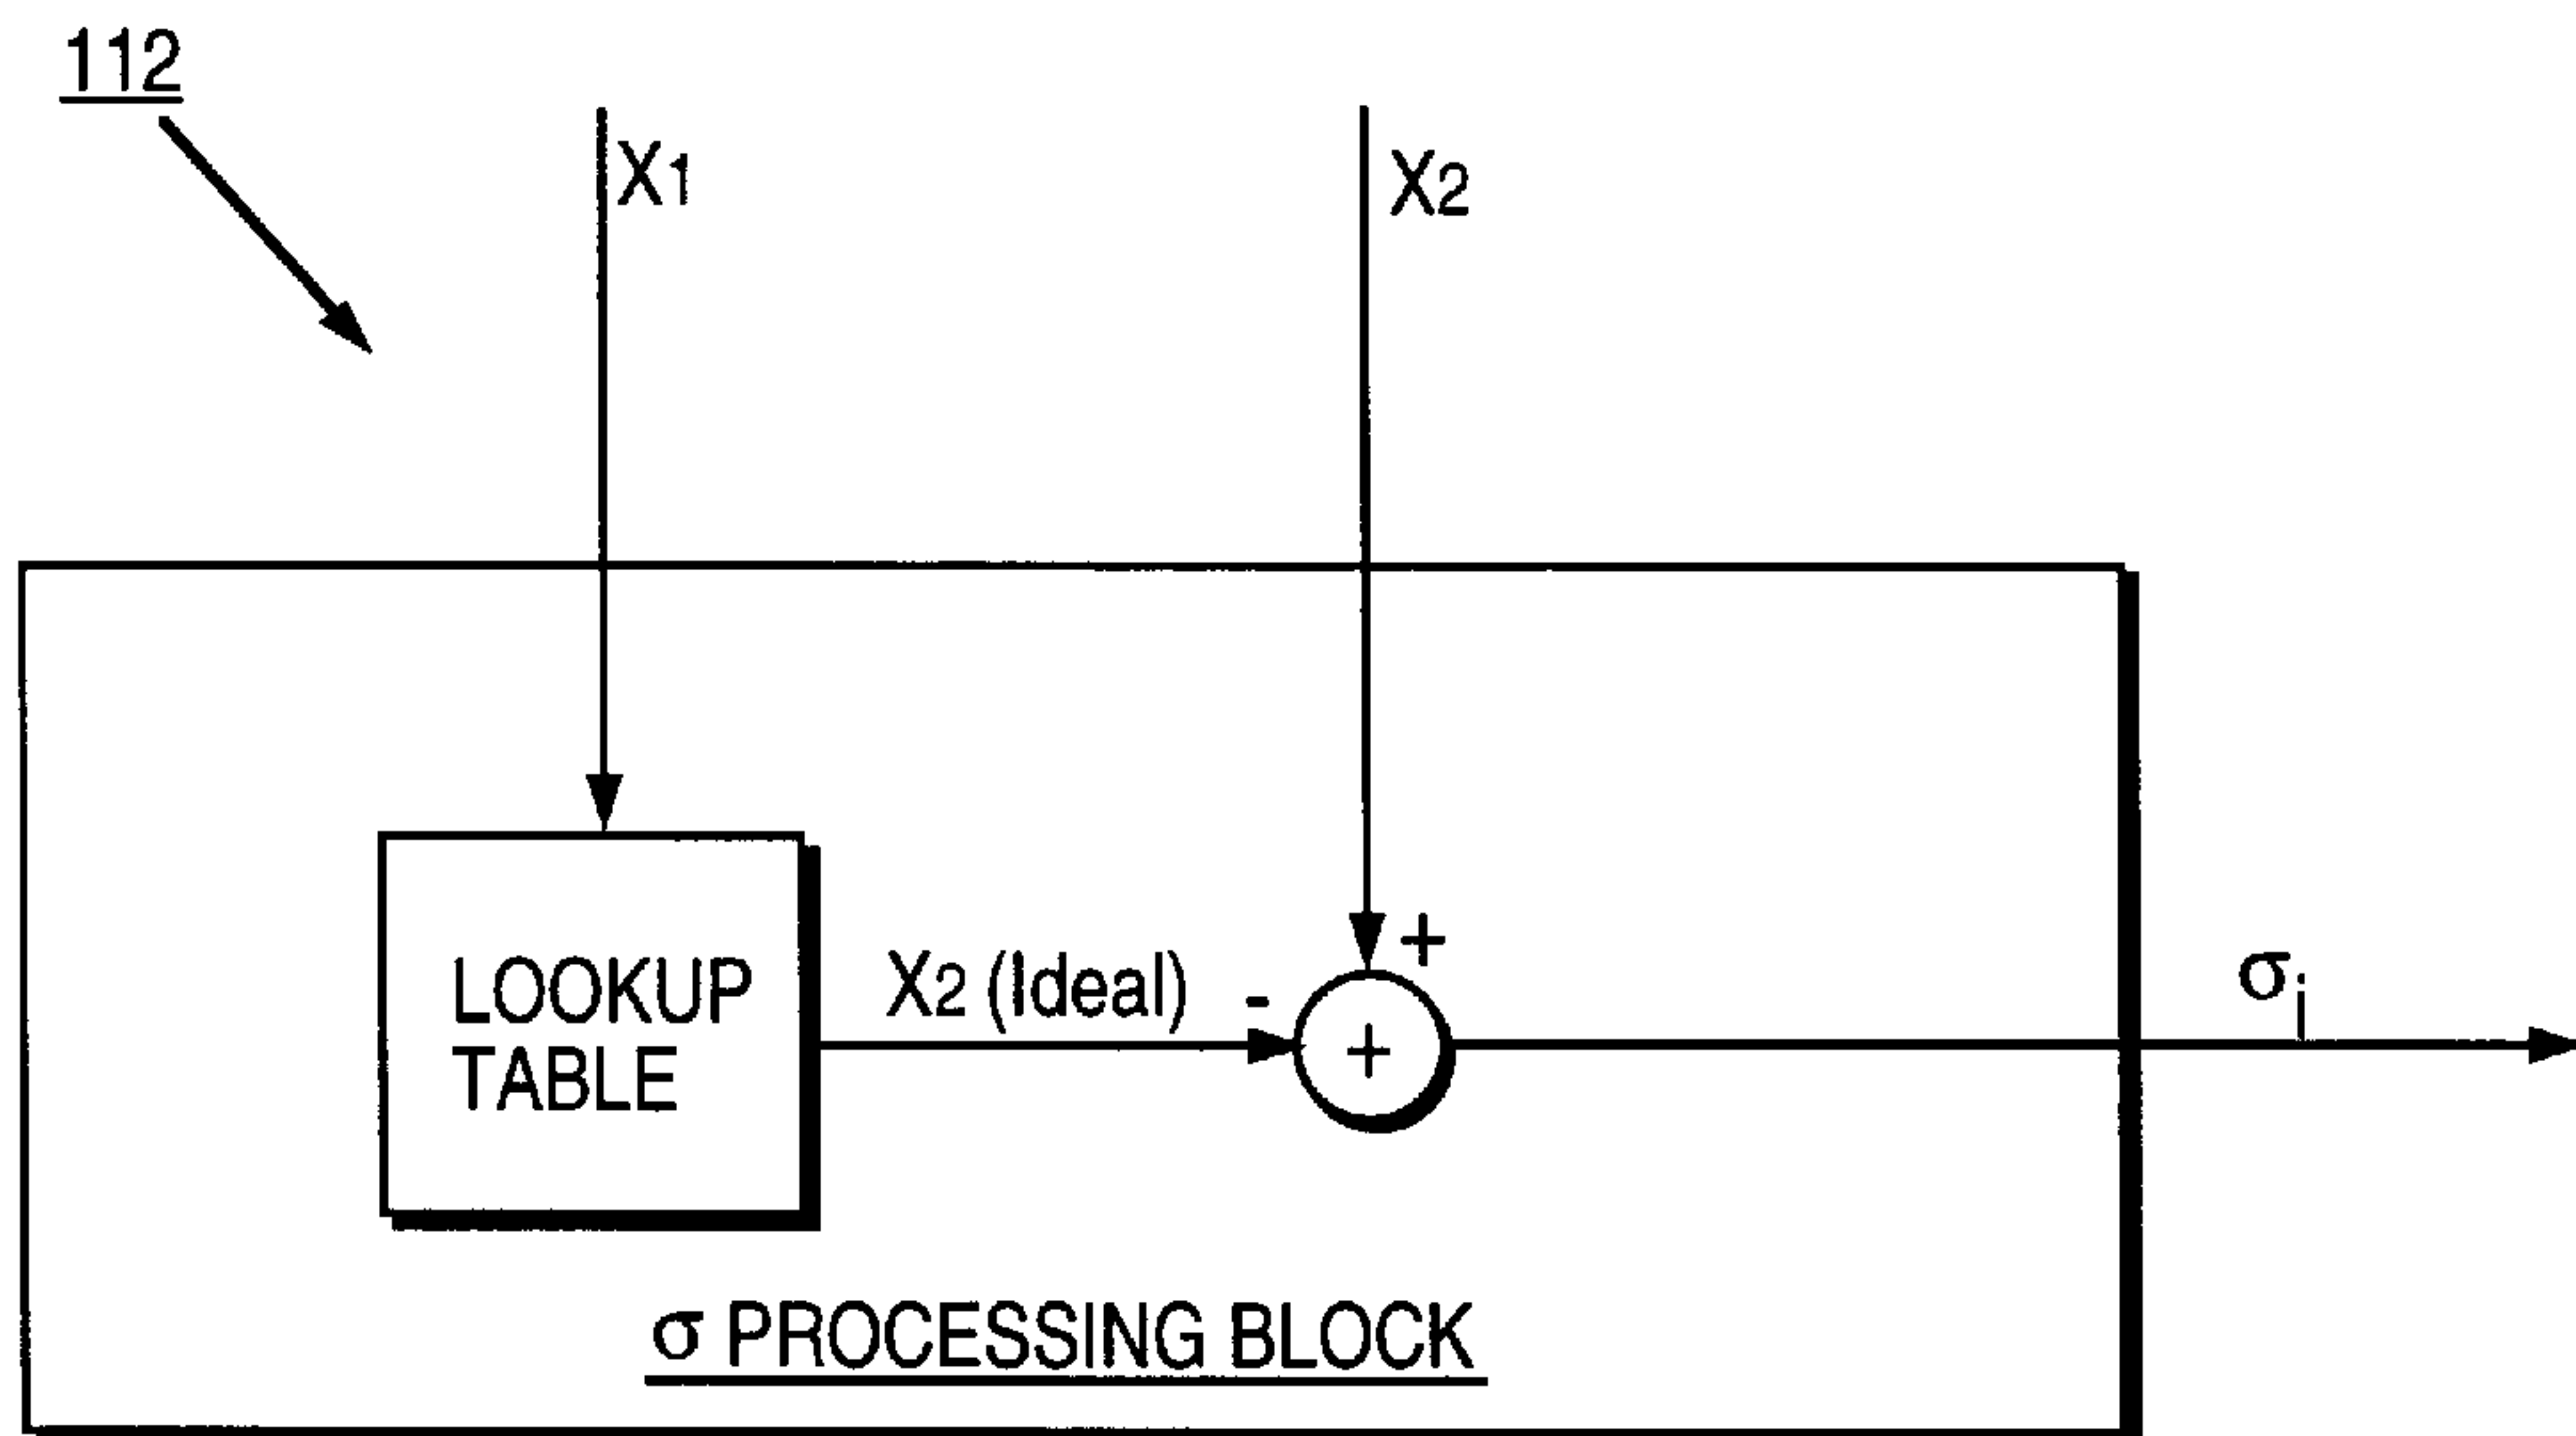 112
X1
X2
+
LOOKUP
TABLE
X2 (Ideal)
-
+
σi
σ PROCESSING BLOCK